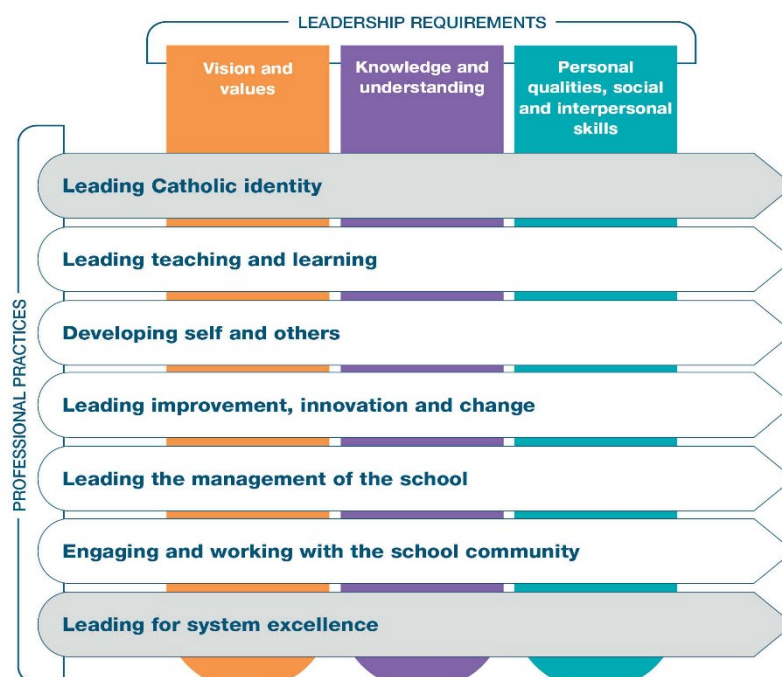 LEADERSHIP REQUIREMENTS
Vision and
values
Knowledge and
understanding
Personal
qualities, social
and interpersonal
skills
PROFESSIONAL PRACTICES
Leading Catholic identity
Leading teaching and learning
Developing self and others
Leading improvement, innovation and change
Leading the management of the school
Engaging and working with the school community
Leading for system excellence